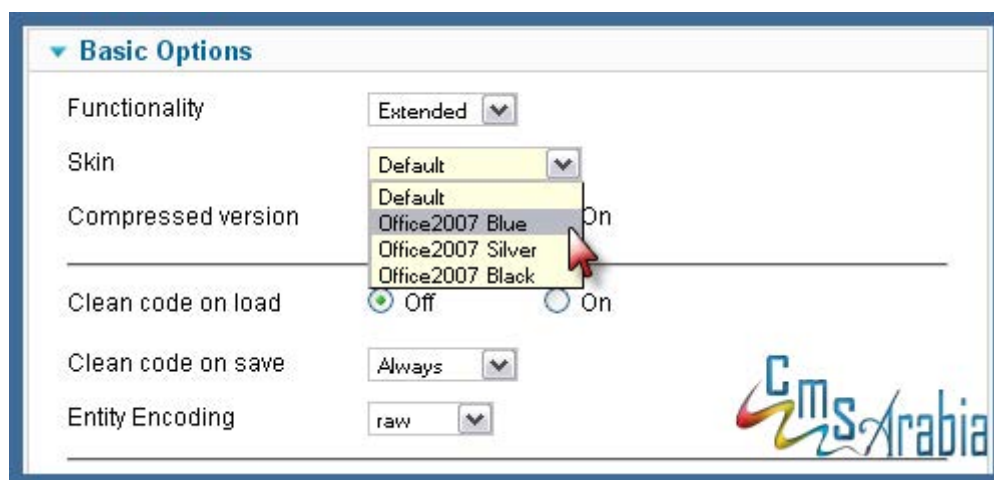 Basic Options
Functionality Extended
Skin Default
Default
Compressed version Office2007 Blue On
Office2007 Silver
Office2007 Black
Clean code on load Off On
Clean code on save Always
Entity Encoding raw
CmsArabia